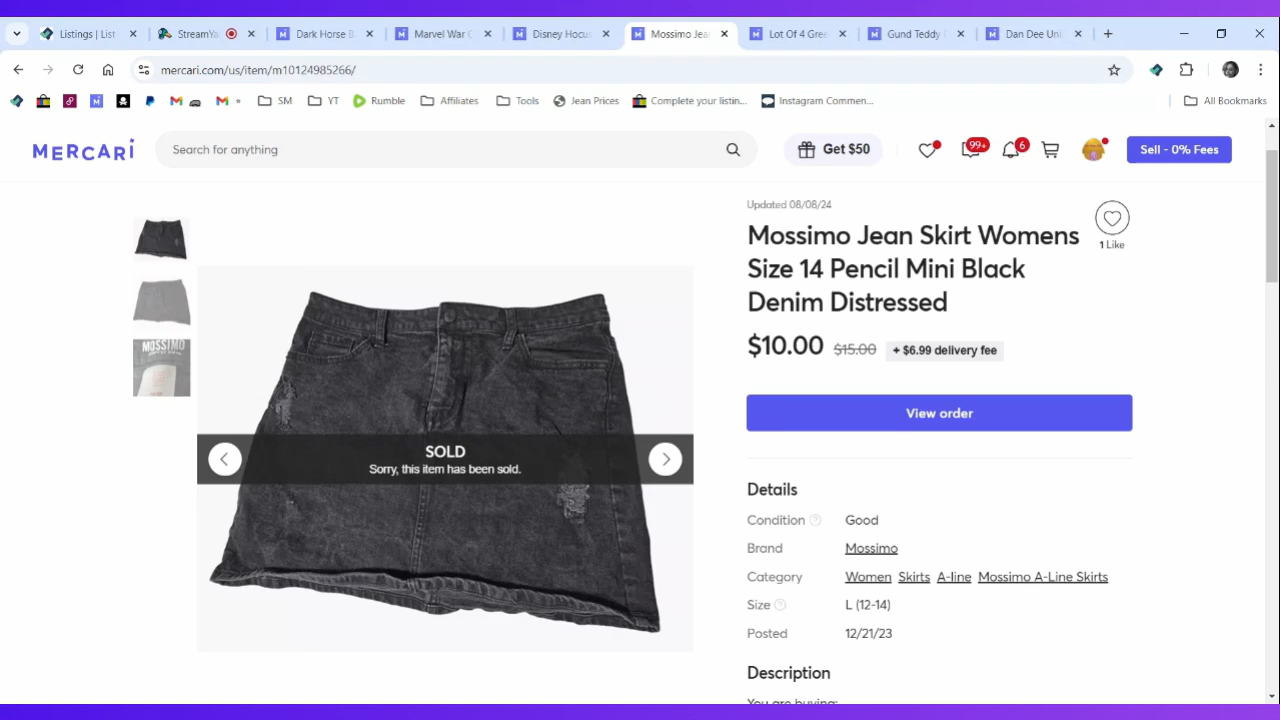 Listings | List
StreamYa
Dark Horse B
Marvel War C
Disney Hocus
Mossimo Jea
Lot Of 4 Gree
Gund Teddy
Dan Dee Uni
mercari.com/us/item/m10124985266/
SM
YT
Rumble
Affiliates
Tools
Jean Prices
Complete your listin...
Instagram Commen...
All Bookmarks
MERCARI
Search for anything
Get $50
99+
6
Sell - 0% Fees
Updated 08/08/24
Mossimo Jean Skirt Womens
Size 14 Pencil Mini Black
Denim Distressed
1 Like
$10.00 $15.00 + $6.99 delivery fee
View order
MOSSIMO
SOLD
Sorry, this item has been sold.
Details
Condition Good
Brand Mossimo
Category Women Skirts A-line Mossimo A-Line Skirts
Size L (12-14)
Posted 12/21/23
Description
You are buying: